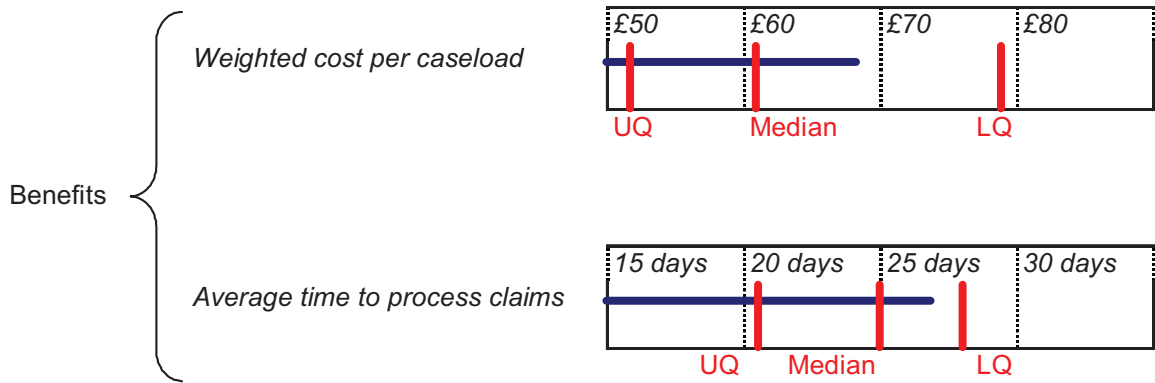 £50 £60 £70 £80
Weighted cost per caseload
UQ Median LQ
Benefits
15 days 20 days 25 days 30 days
Average time to process claims
UQ Median LQ